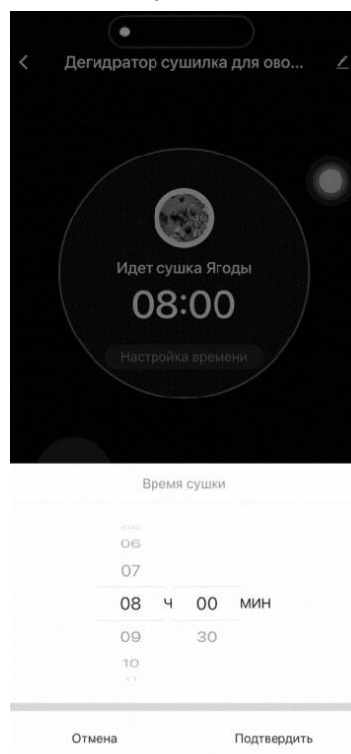 Дегидратор сушилка для ово...
Идет сушка Ягоды
08:00
Настройка времени
Время сушки
06
07
08 ч 00 мин
09 30
10
Отмена Подтвердить